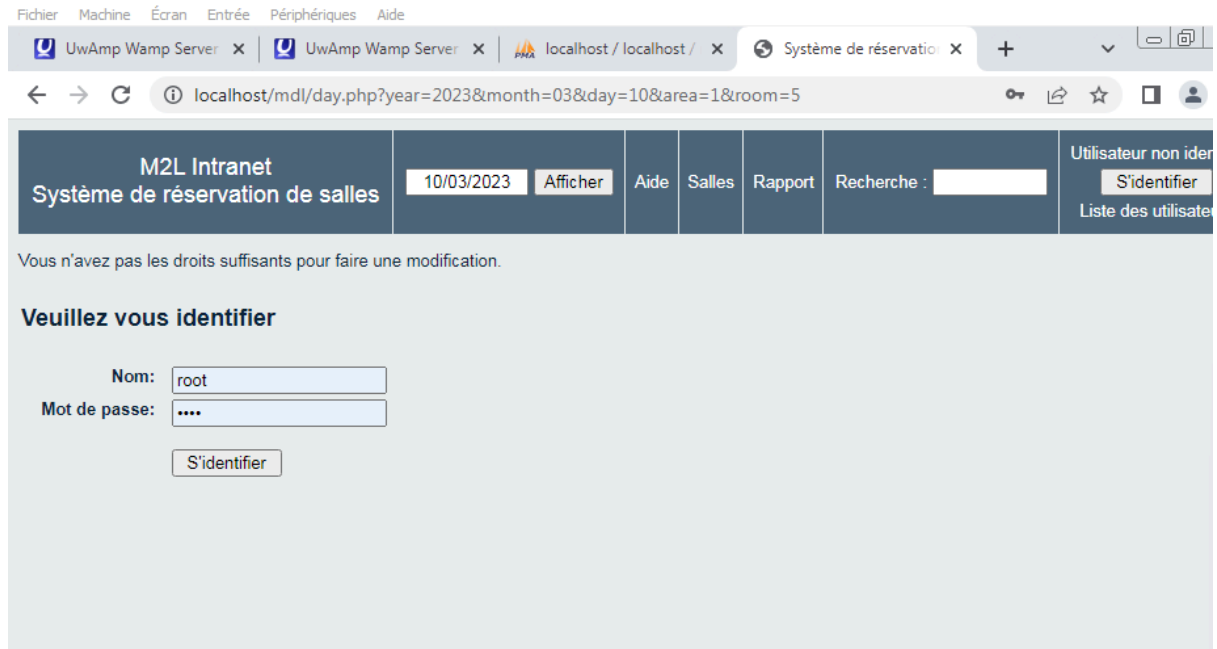 Fichier Machine Écran Entrée Périphériques Aide
UwAmp Wamp Server UwAmp Wamp Server localhost / localhost / Système de réservation
localhost/mdl/day.php?year=2023&month=03&day=10&area=1&room=5
M2L Intranet
Système de réservation de salles
10/03/2023 Afficher Aide Salles Rapport Recherche :
Utilisateur non iden
S'identifier
Liste des utilisate
Vous n'avez pas les droits suffisants pour faire une modification.
Veuillez vous identifier
Nom: root
Mot de passe: ••••
S'identifier